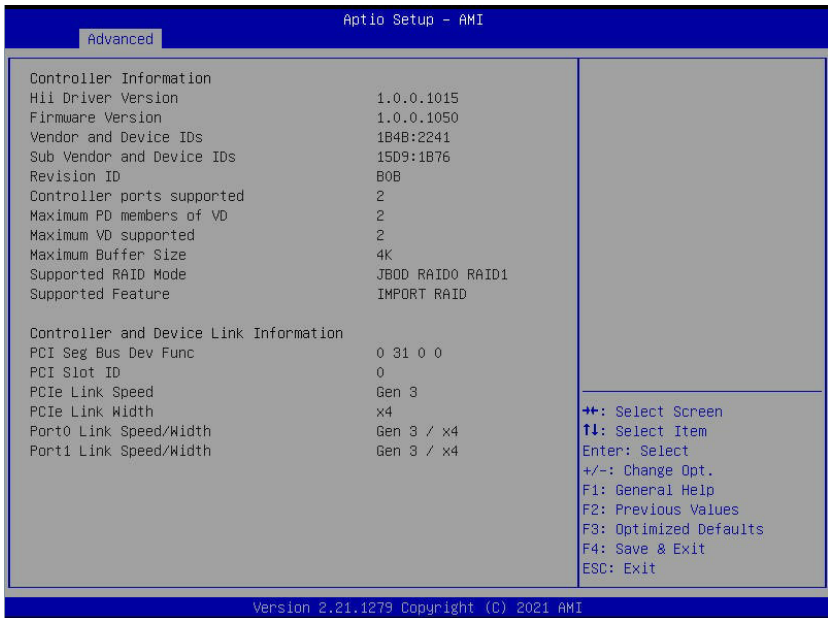 Aptio Setup – AMI
Advanced
Controller Information
Hii Driver Version 1.0.0.1015
Firmware Version 1.0.0.1050
Vendor and Device IDs 1B4B:2241
Sub Vendor and Device IDs 15D9:1B76
Revision ID B0B
Controller ports supported 2
Maximum PD members of VD 2
Maximum VD supported 2
Maximum Buffer Size 4K
Supported RAID Mode JBOD RAID0 RAID1
Supported Feature IMPORT RAID
Controller and Device Link Information
PCI Seg Bus Dev Func 0 31 0 0
PCI Slot ID 0
PCIe Link Speed Gen 3
PCIe Link Width x4
Port0 Link Speed/Width Gen 3 / x4
Port1 Link Speed/Width Gen 3 / x4
→←: Select Screen
↑↓: Select Item
Enter: Select
+/-: Change Opt.
F1: General Help
F2: Previous Values
F3: Optimized Defaults
F4: Save & Exit
ESC: Exit
Version 2.21.1279 Copyright (C) 2021 AMI